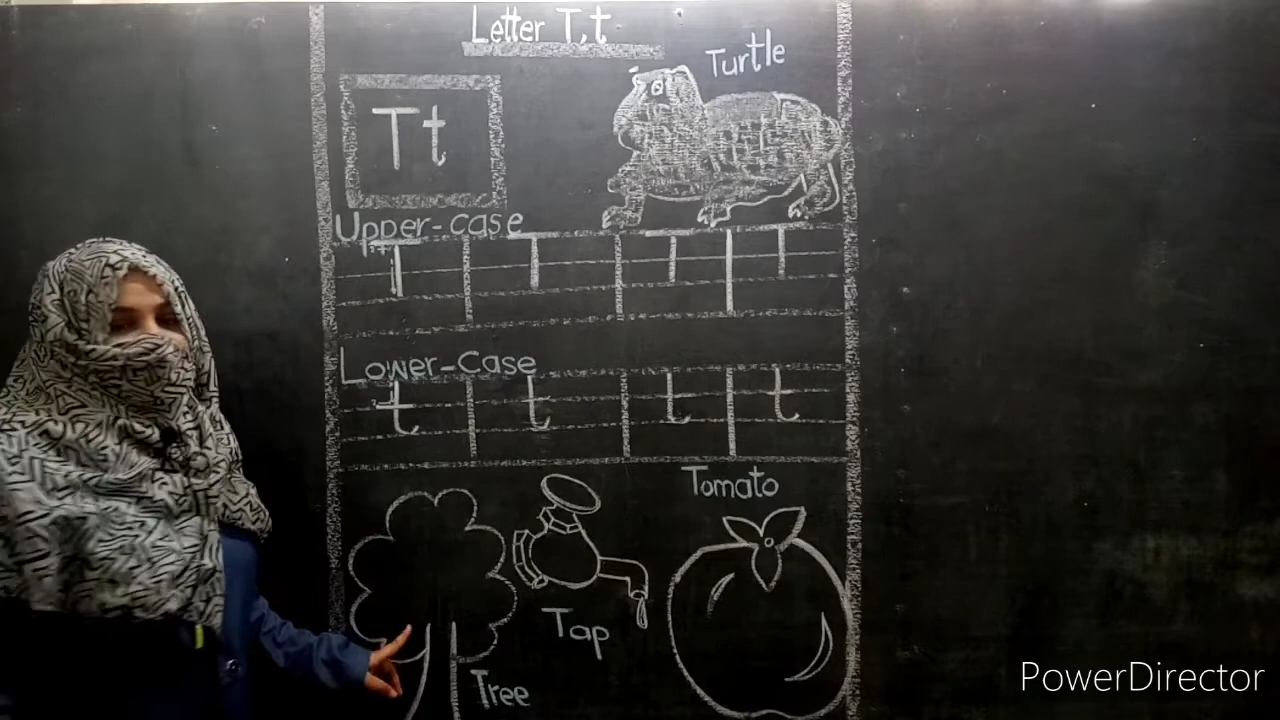 Letter T,t
Turtle
Tt
Upper-case
T T T T
Lower-case
t t t t
Tomato
Tap
Tree
PowerDirector